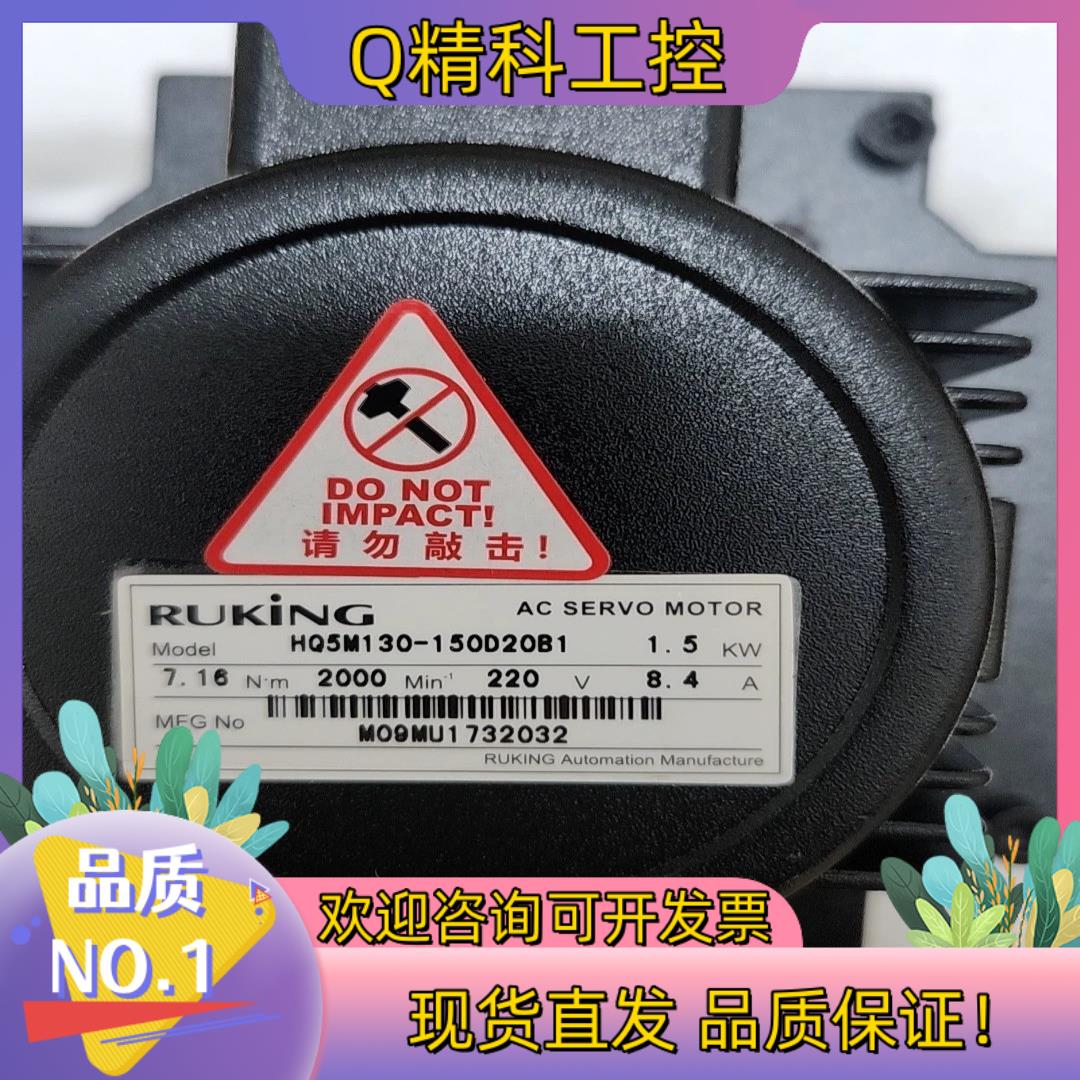 Q精科工控
DO NOT
IMPACT!
请勿敲击!
RUKING AC SERVO MOTOR
Model HQ5M130-150D20B1 1.5 KW
7.16 N·m 2000 Min⁻¹ 220 V 8.4 A
MFG No
M09MU1732032
RUKING Automation Manufacture
品质
NO.1
欢迎咨询可开发票
现货直发 品质保证!